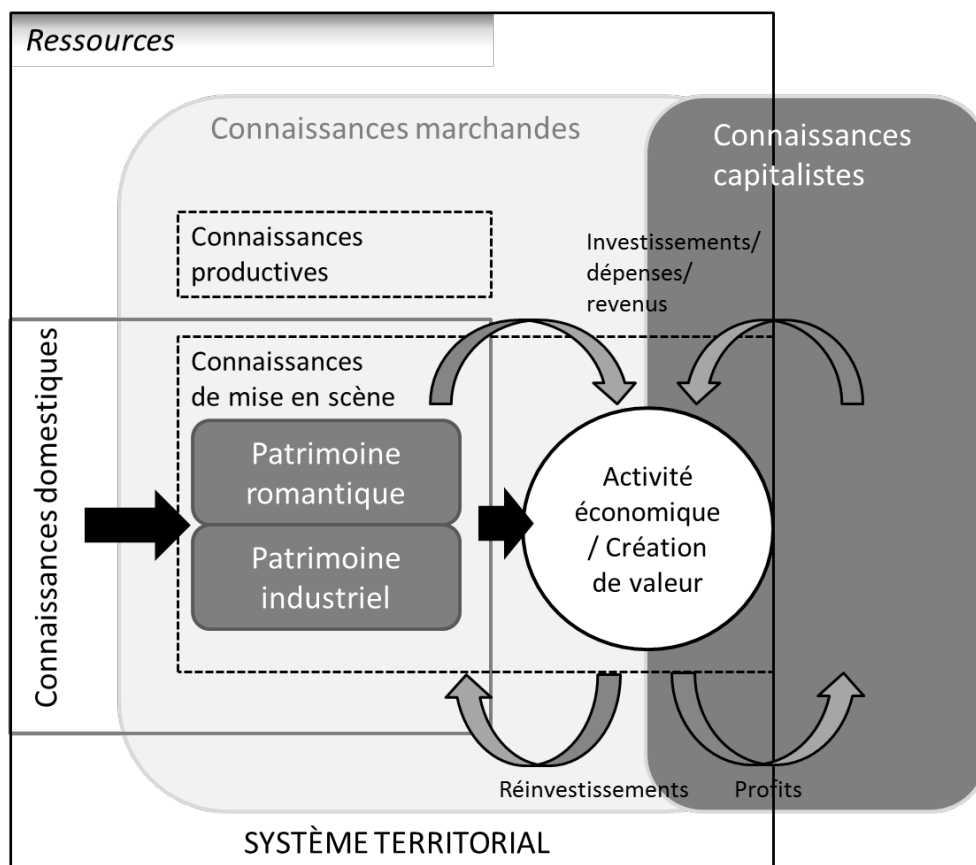 Ressources
Connaissances marchandes
Connaissances
capitalistes
Connaissances
productives
Investissements/
dépenses/
revenus
Connaissances domestiques
Connaissances
de mise en scène
Patrimoine
romantique
Patrimoine
industriel
Activité
économique
/ Création
de valeur
Réinvestissements
Profits
SYSTÈME TERRITORIAL